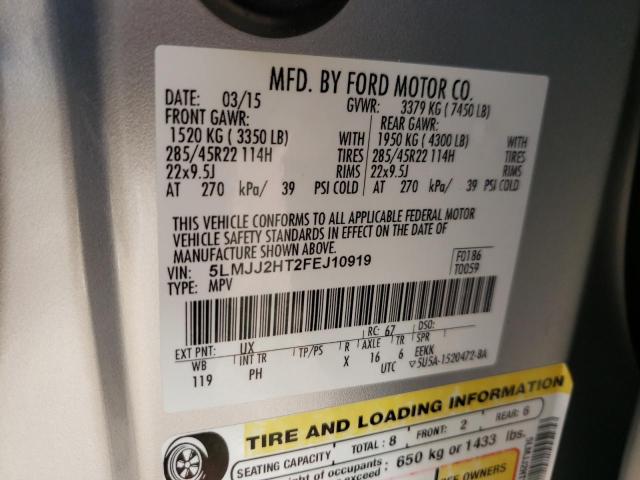 MFD. BY FORD MOTOR CO.
DATE: 03/15 GVWR: 3379 KG (7450 LB)
FRONT GAWR: REAR GAWR:
1520 KG (3350 LB) WITH 1950 KG (4300 LB) WITH
285/45R22 114H TIRES 285/45R22 114H TIRES
22x9.5J RIMS 22x9.5J RIMS
AT 270 kPa/ 39 PSI COLD AT 270 kPa/ 39 PSI COLD
THIS VEHICLE CONFORMS TO ALL APPLICABLE FEDERAL MOTOR
VEHICLE SAFETY STANDARDS IN EFFECT ON THE DATE OF
MANUFACTURE SHOWN ABOVE.
VIN: 5LMJJ2HT2FEJ10919 F0186
TYPE: MPV T0059
EXT PNT: UX RC: 67 DSO:
WB INT TR TP/PS R AXLE TR SPR
119 PH X 16 6 EEKK
UTC 5U5A-1520472-8A
TIRE AND LOADING INFORMATION
SEATING CAPACITY TOTAL: 8 FRONT: 2 REAR: 6
weight of occupants 650 kg or 1433 lbs.
SEE OWNERS